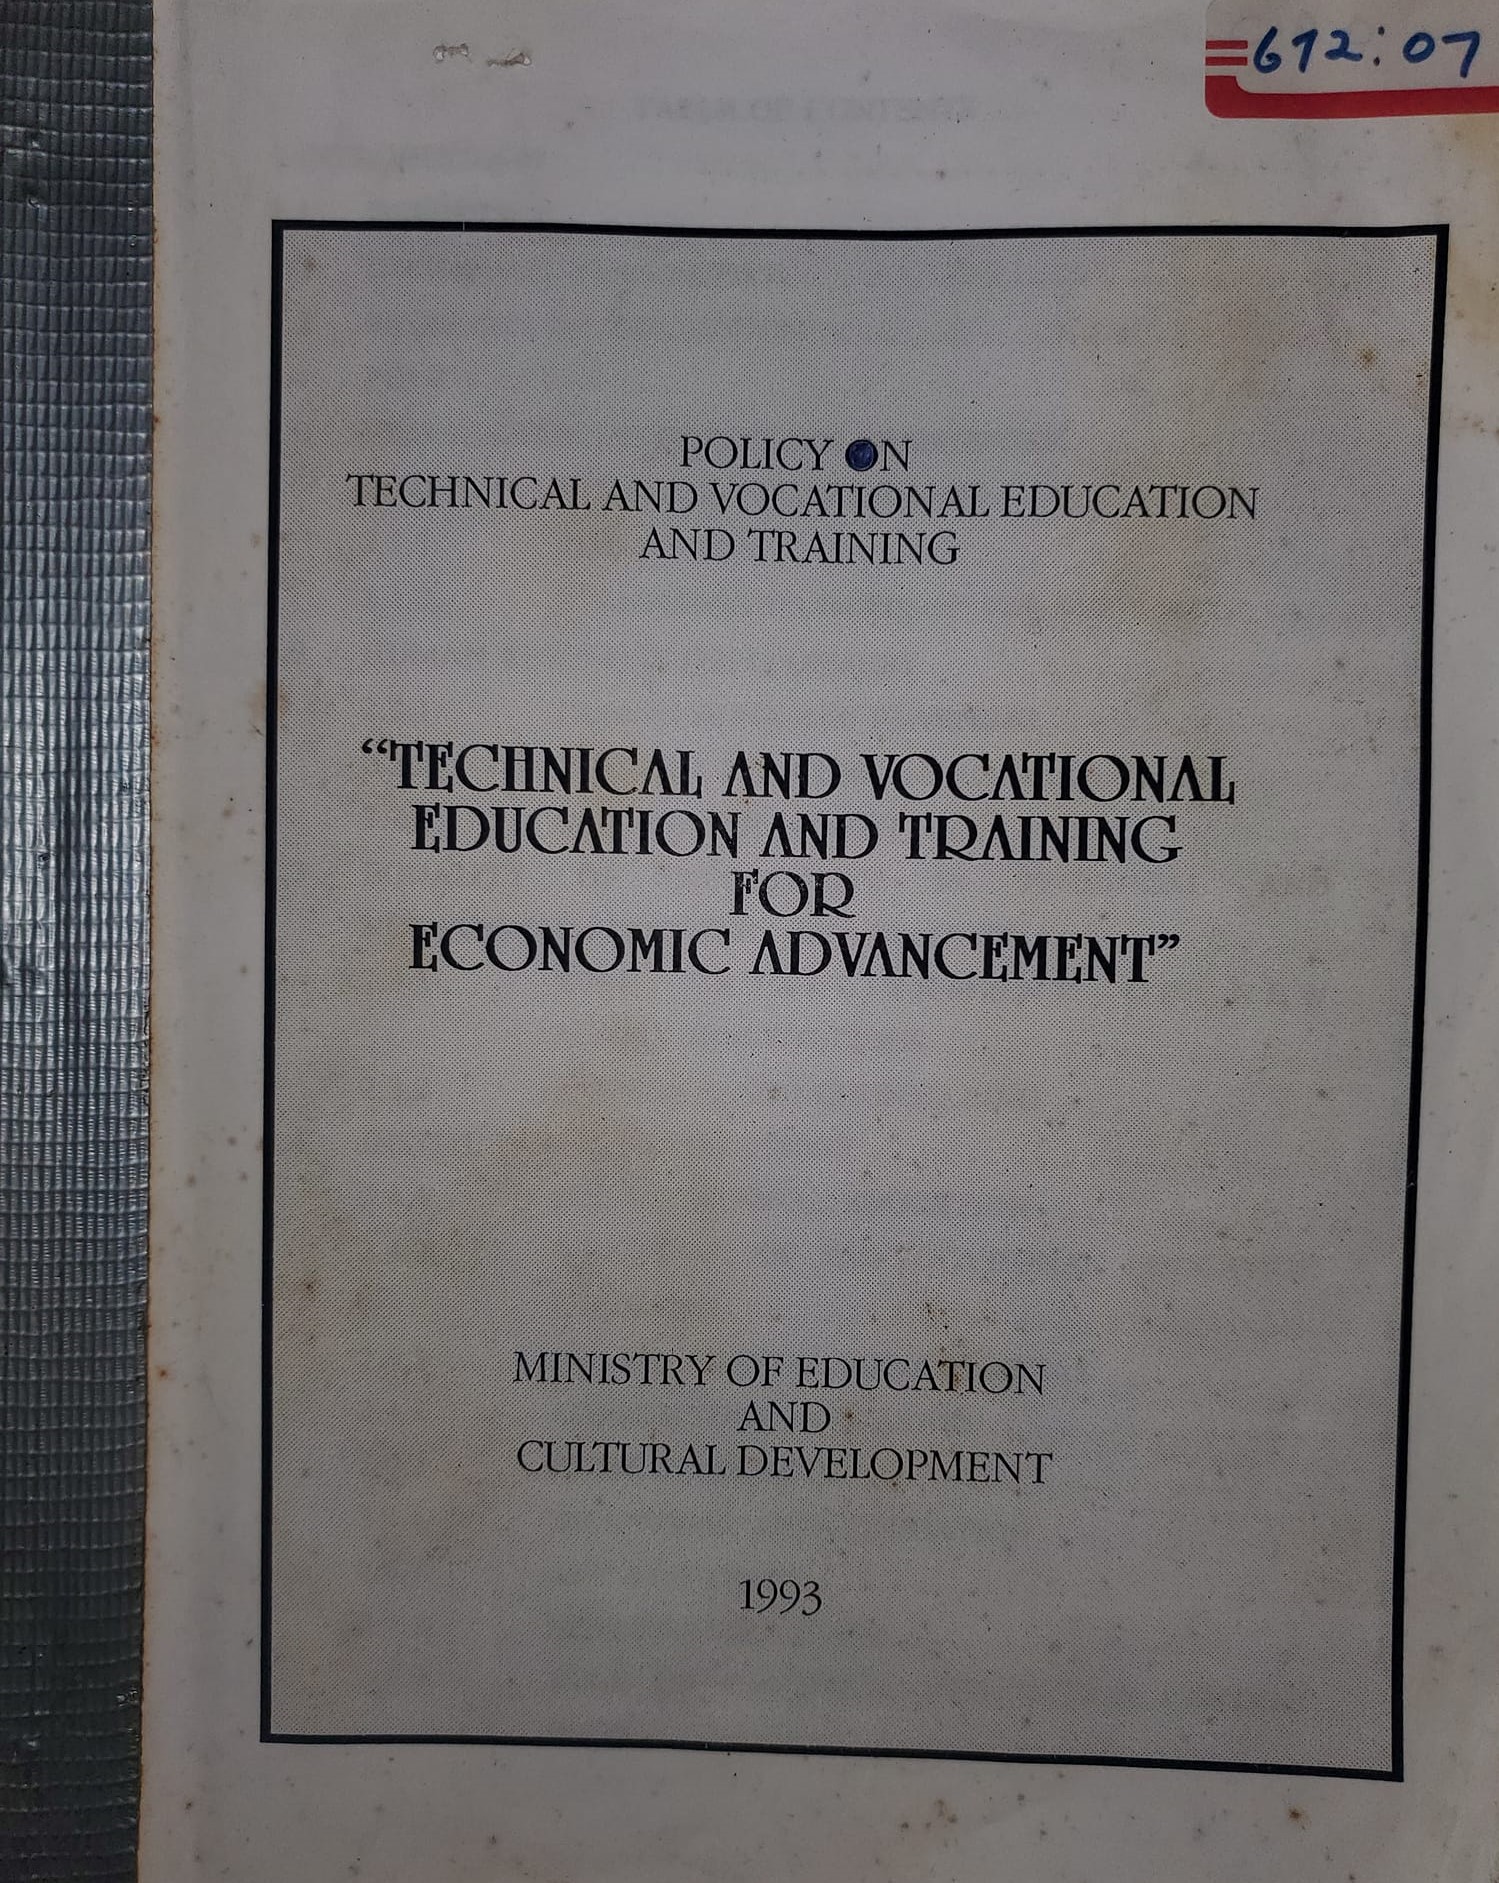 612:07
POLICY ON
TECHNICAL AND VOCATIONAL EDUCATION
AND TRAINING
“TECHNICAL AND VOCATIONAL
EDUCATION AND TRAINING
FOR
ECONOMIC ADVANCEMENT”
MINISTRY OF EDUCATION
AND
CULTURAL DEVELOPMENT
1993